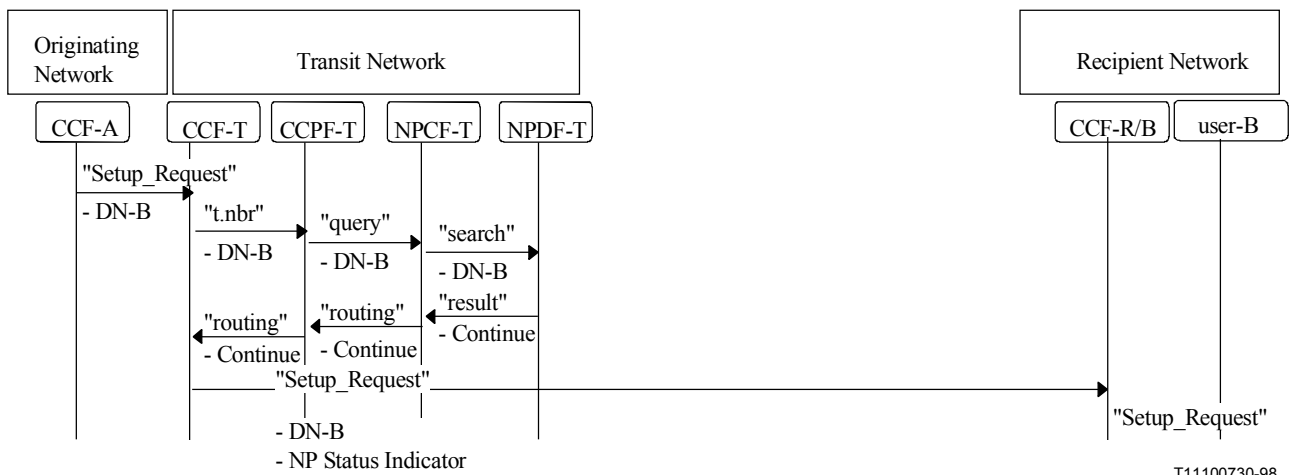 Originating
Network
Transit Network
Recipient Network
CCF-A
CCF-T
CCPF-T
NPCF-T
NPDF-T
CCF-R/B
user-B
"Setup_Request"
- DN-B
"t.nbr"
- DN-B
"query"
- DN-B
"search"
- DN-B
"result"
- Continue
"routing"
- Continue
"routing"
- Continue
"Setup_Request"
"Setup_Request"
- DN-B
- NP Status Indicator
T11100730-98